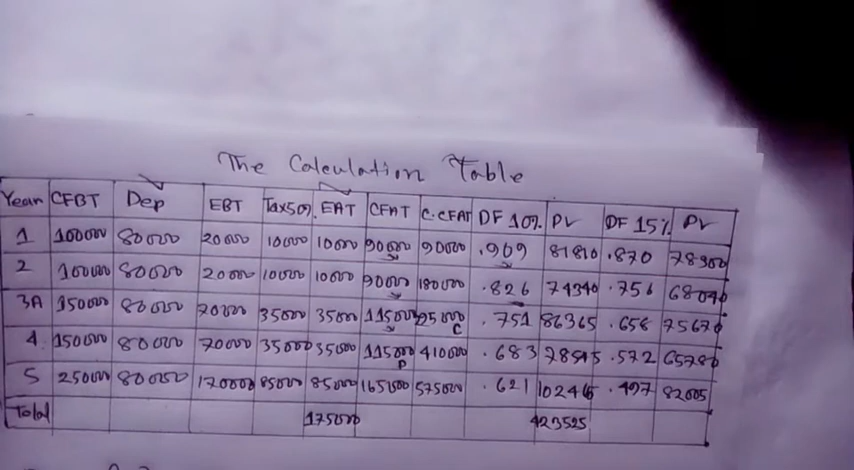 The Calculation Table
Year CFBT Dep EBT Tax50%. EAT CFAT C.CFAT DF 10%. PV DF 15% PV
1 100000 80000 20000 10000 10000 90000 90000 .909 81810 .870 78300
2 100000 80000 20000 10000 10000 90000 180000 .826 74340 .756 68040
3A 150000 80000 70000 35000 35000 115000 C .751 86365 .658 75670
4 150000 80000 70000 35000 35000 115000 D 410000 .683 78545 .572 65780
5 250000 80000 170000 85000 85000 165000 575000 .621 102465 .497 82005
Total 175000 423525